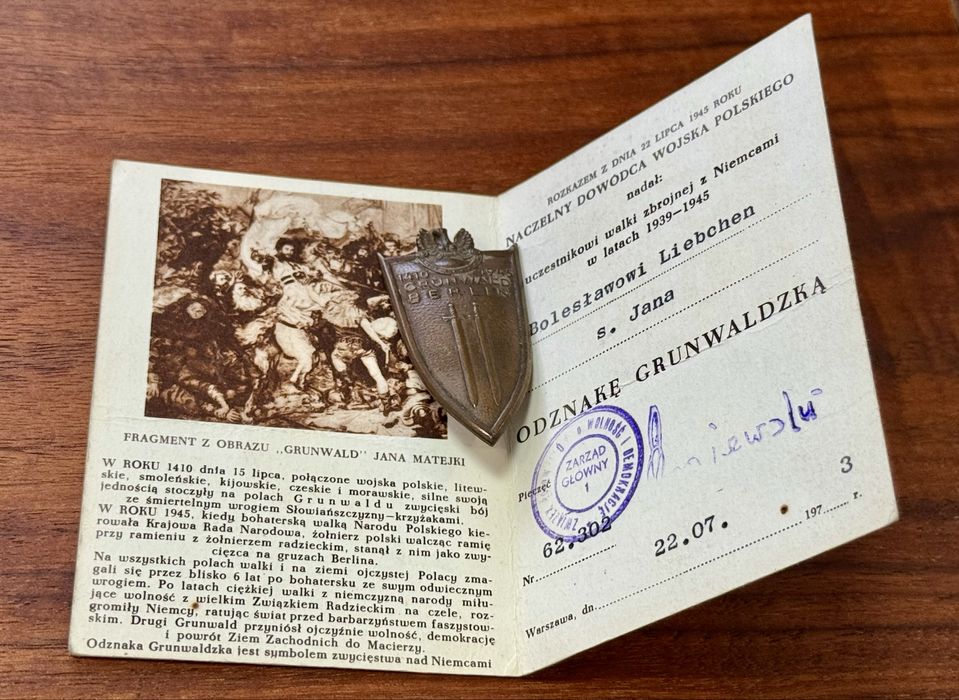 FRAGMENT Z OBRAZU ,,GRUNWALD" JANA MATEJKI
W ROKU 1410 dnia 15 lipca, połączone wojska polskie, litew-
skie, smoleńskie, kijowskie, czeskie i morawskie, silne swoją
jednością stoczyły na polach Grunwaldu zwycięski bój
ze śmiertelnym wrogiem Słowiańszczyzny—krzyżakami.
W ROKU 1945, kiedy bohaterską walką Narodu Polskiego kie-
rowała Krajowa Rada Narodowa, żołnierz polski walcząc ramię
przy ramieniu z żołnierzem radzieckim, stanął z nim jako zwy-
cięzca na gruzach Berlina.
Na wszystkich polach walki i na ziemi ojczystej Polacy zma-
gali się przez blisko 6 lat po bohatersku ze swym odwiecznym
wrogiem. Po latach ciężkiej walki z niemczyzną narody miłu-
jące wolność z wielkim Związkiem Radzieckim na czele, roz-
gromiły Niemcy, ratując świat przed barbarzyństwem faszystow-
skim. Drugi Grunwald przyniósł ojczyźnie wolność, demokrację
i powrót Ziem Zachodnich do Macierzy.
Odznaka Grunwaldzka jest symbolem zwycięstwa nad Niemcami
1410
GRUNWALD
BERLIN
ROZKAZEM Z DNIA 22 LIPCA 1945 ROKU
NACZELNY DOWÓDCA WOJSKA POLSKIEGO
nadał:
uczestnikowi walki zbrojnej z Niemcami
w latach 1939—1945
Bolesławowi Liebchen
s. Jana
ODZNAKĘ GRUNWALDZKĄ
Pieczęć
ZWIĄZEK O WOLNOŚĆ I DEMOKRACJĘ
ZARZĄD
GŁÓWNY
1
Nr 62.302
Warszawa, dn. 22.07. 197 3 r.